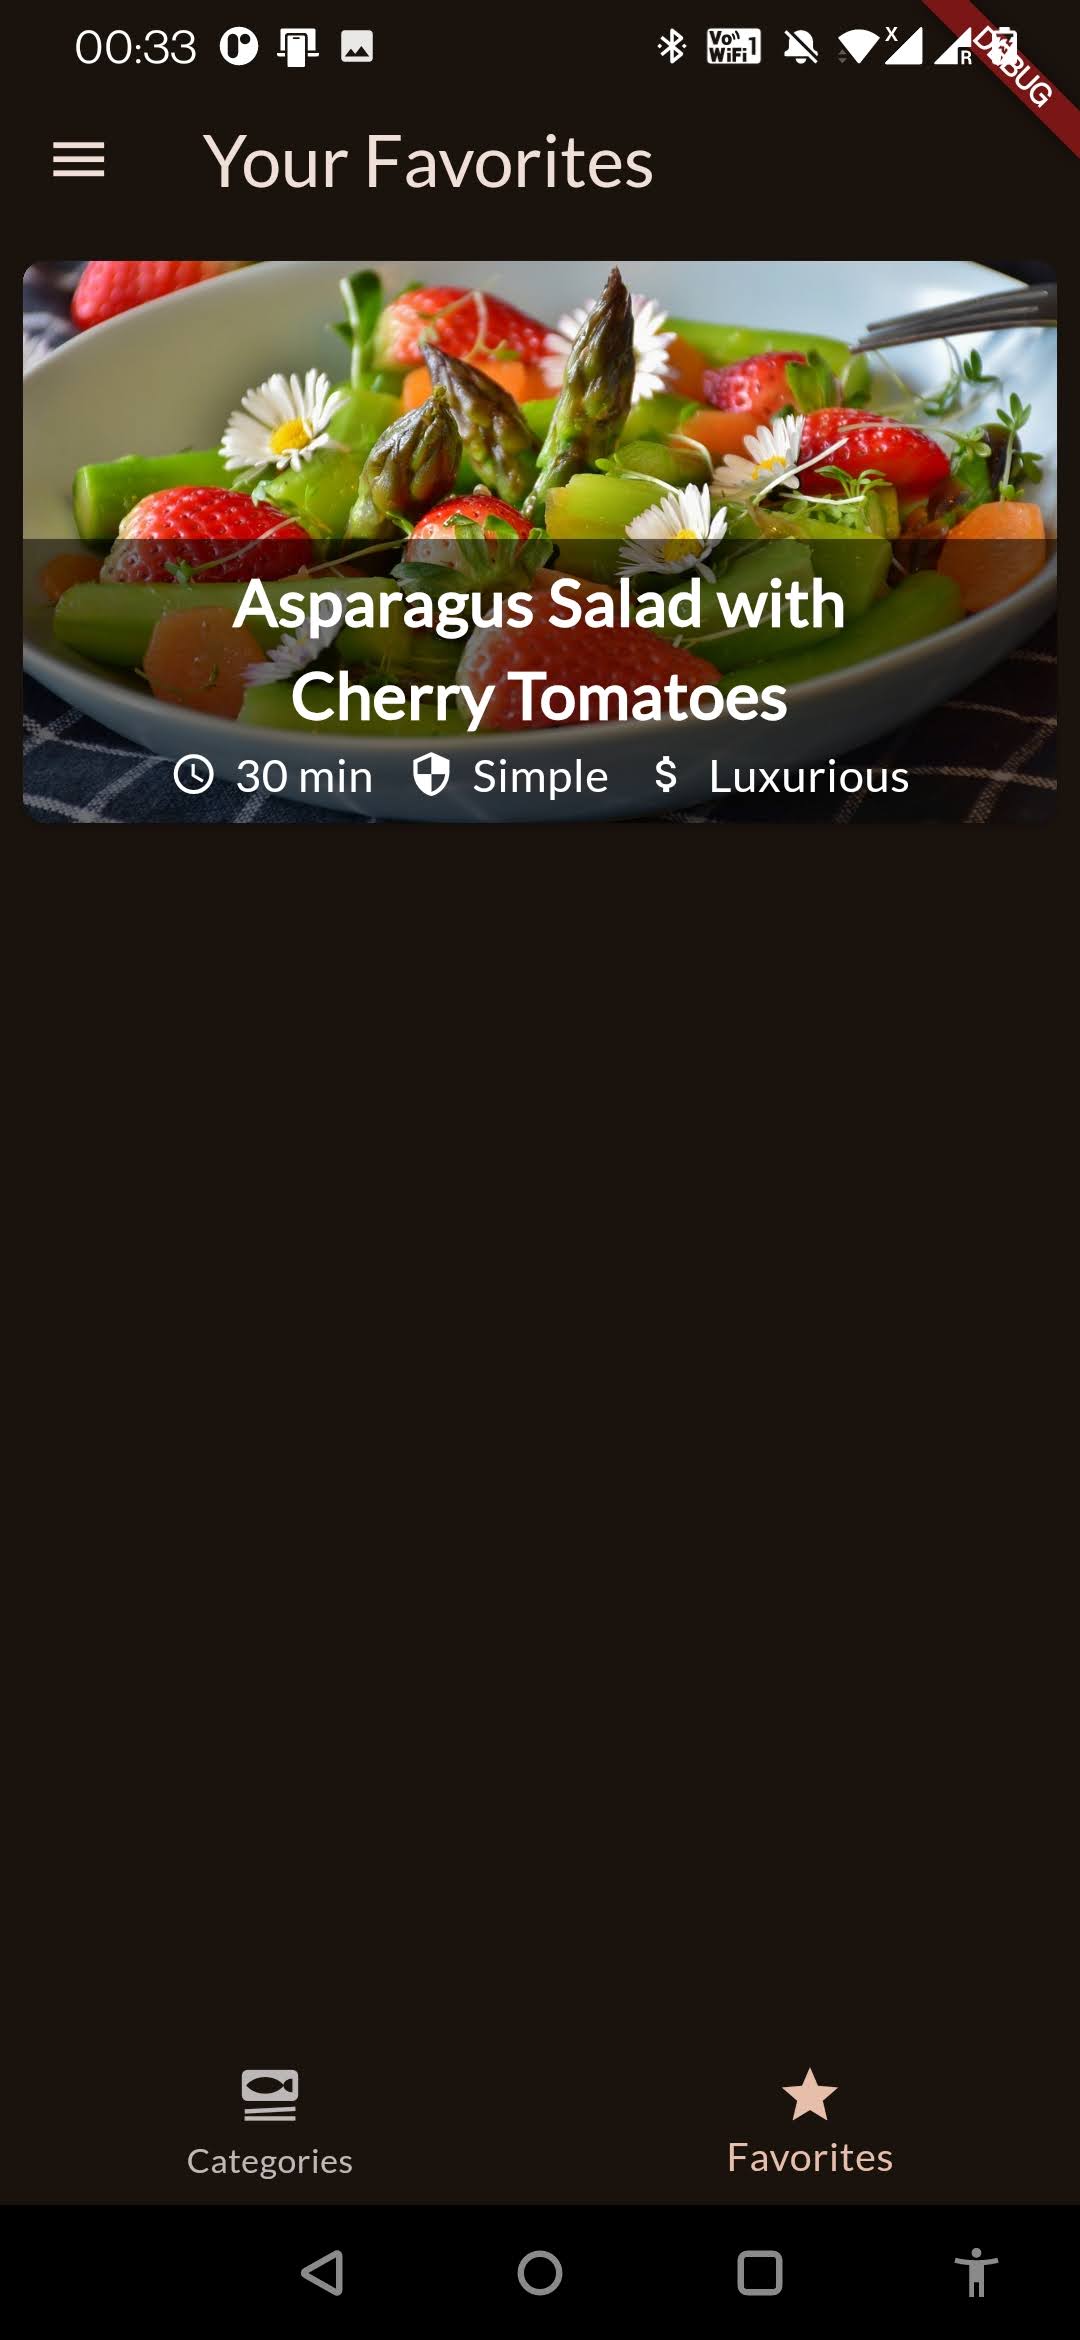 00:33
Vo)) WiFi 1
X
R
DEBUG
Your Favorites
Asparagus Salad with
Cherry Tomatoes
30 min Simple $ Luxurious
Categories
Favorites